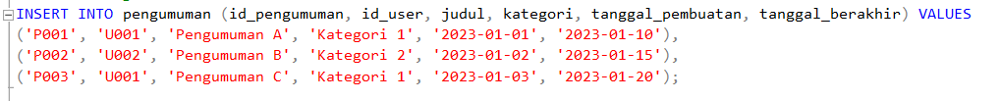 INSERT INTO pengumuman (id_pengumuman, id_user, judul, kategori, tanggal_pembuatan, tanggal_berakhir) VALUES
('P001', 'U001', 'Pengumuman A', 'Kategori 1', '2023-01-01', '2023-01-10'),
('P002', 'U002', 'Pengumuman B', 'Kategori 2', '2023-01-02', '2023-01-15'),
('P003', 'U001', 'Pengumuman C', 'Kategori 1', '2023-01-03', '2023-01-20');